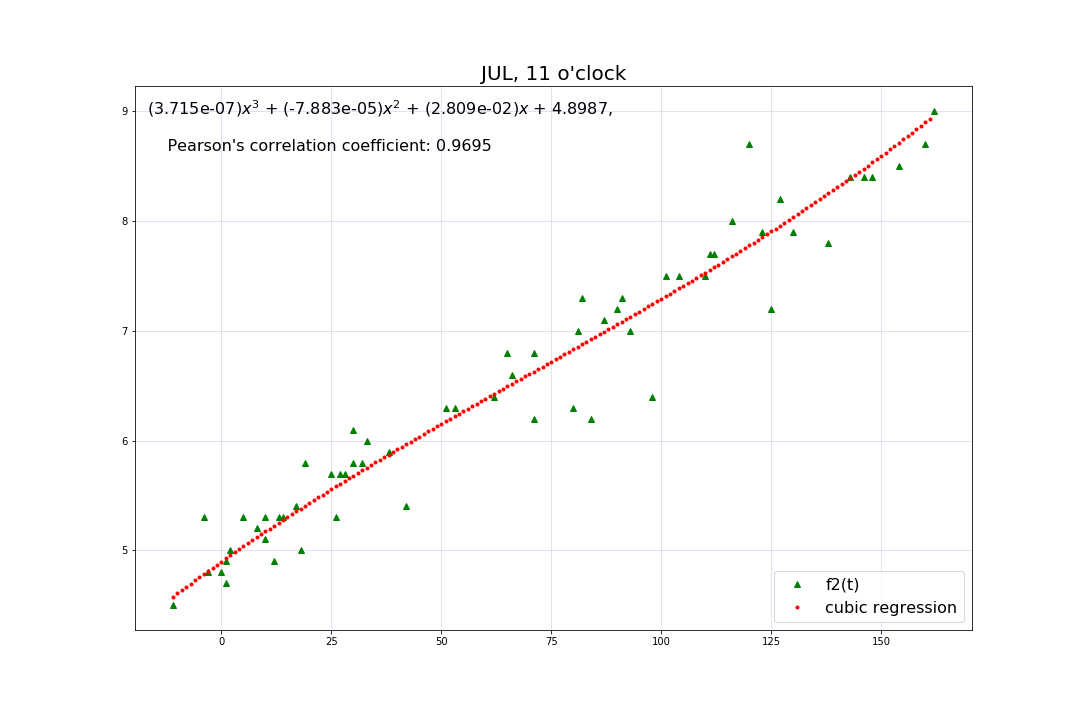 JUL, 11 o'clock
(3.715e-07)x³ + (-7.883e-05)x² + (2.809e-02)x + 4.8987,
Pearson's correlation coefficient: 0.9695
9
8
7
6
5
f2(t)
cubic regression
0 25 50 75 100 125 150